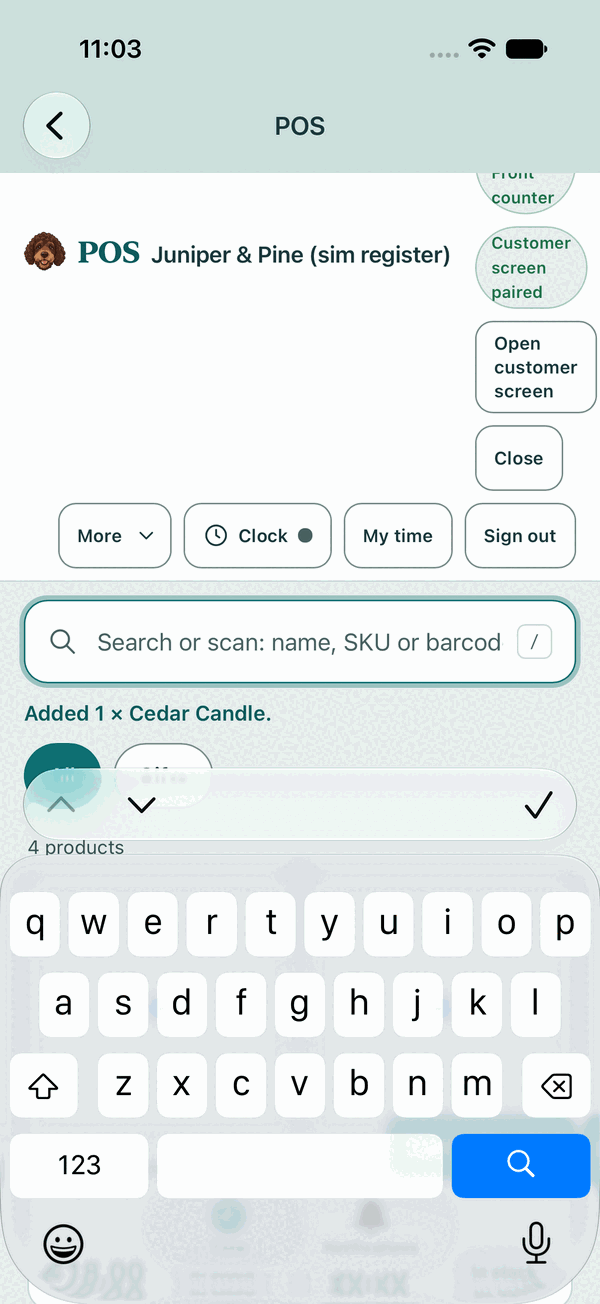 11:03
POS
Front
counter
POS Juniper & Pine (sim register)
Customer
screen
paired
Open
customer
screen
Close
More
Clock
My time
Sign out
Search or scan: name, SKU or barcod
/
Added 1 × Cedar Candle.
4 products
q w e r t y u i o p
a s d f g h j k l
z x c v b n m
123